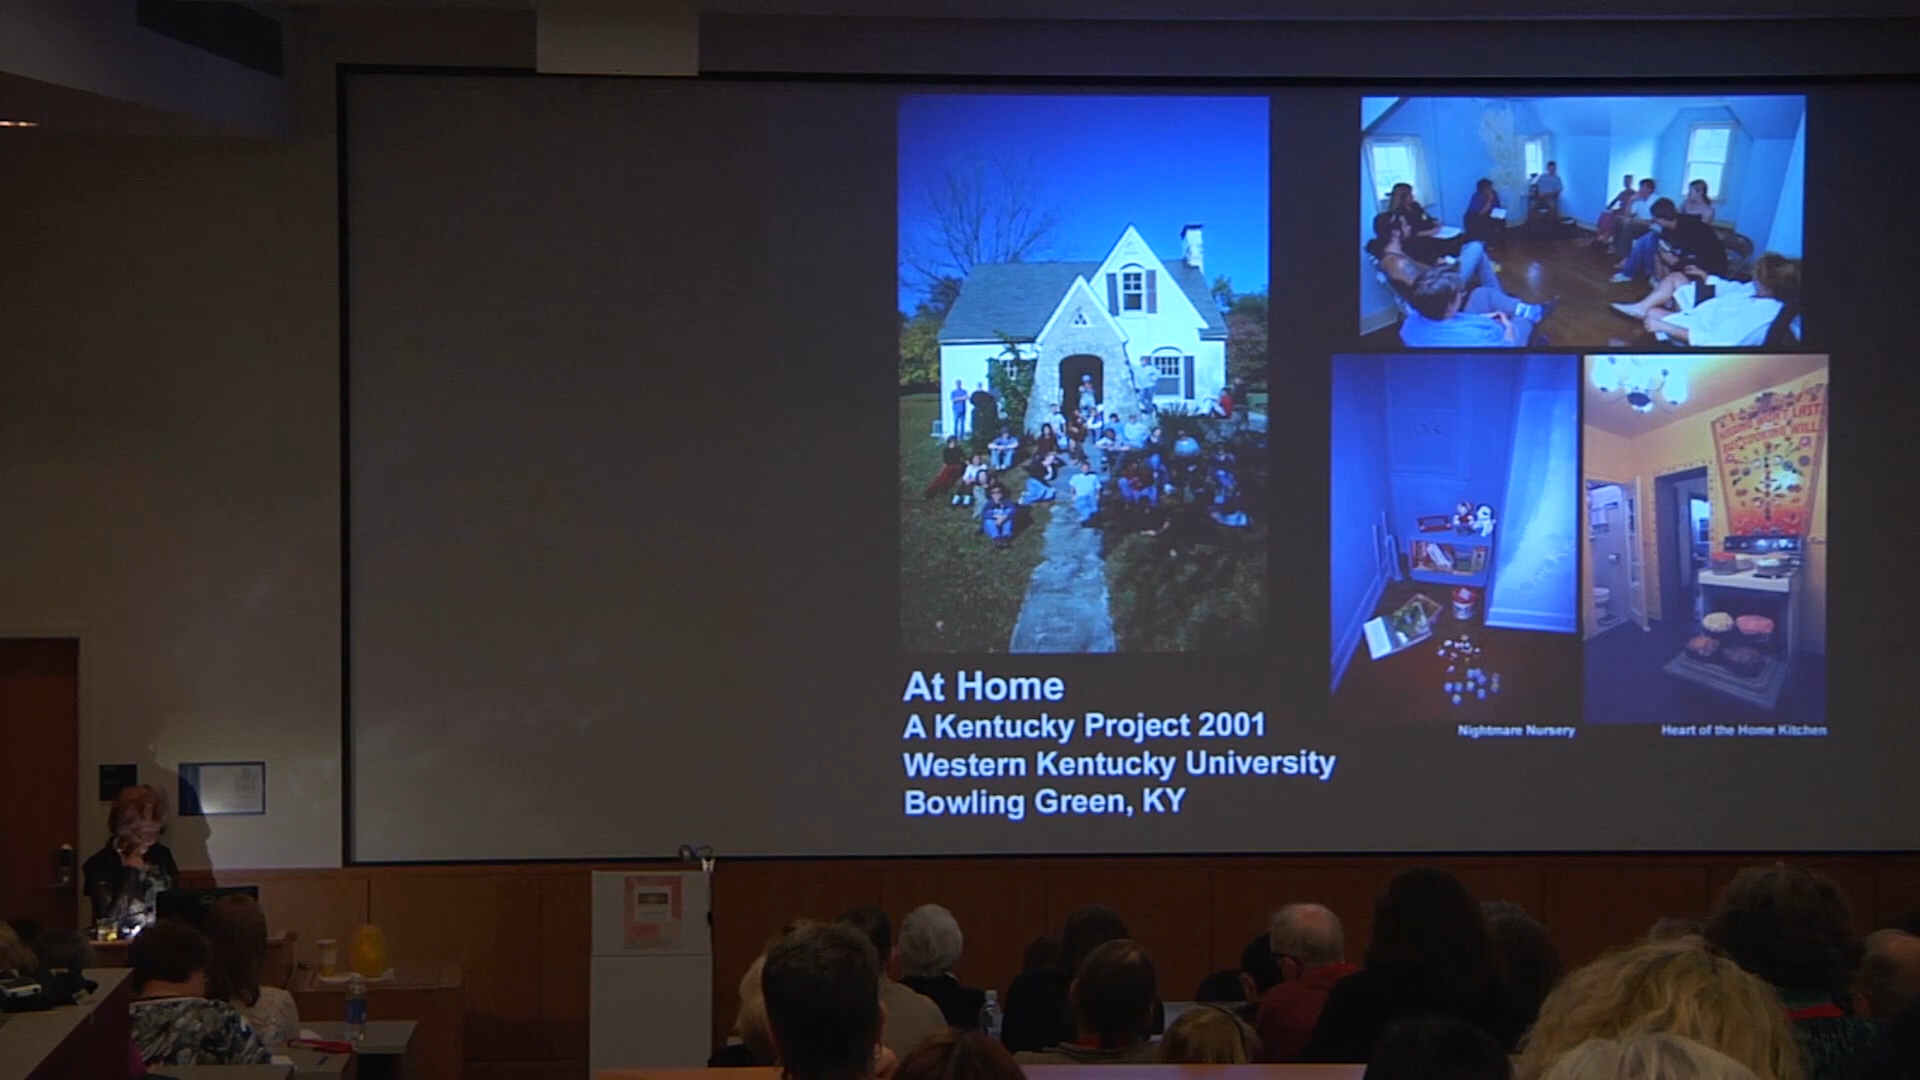 At Home
A Kentucky Project 2001
Western Kentucky University
Bowling Green, KY
Nightmare Nursery
Heart of the Home Kitchen